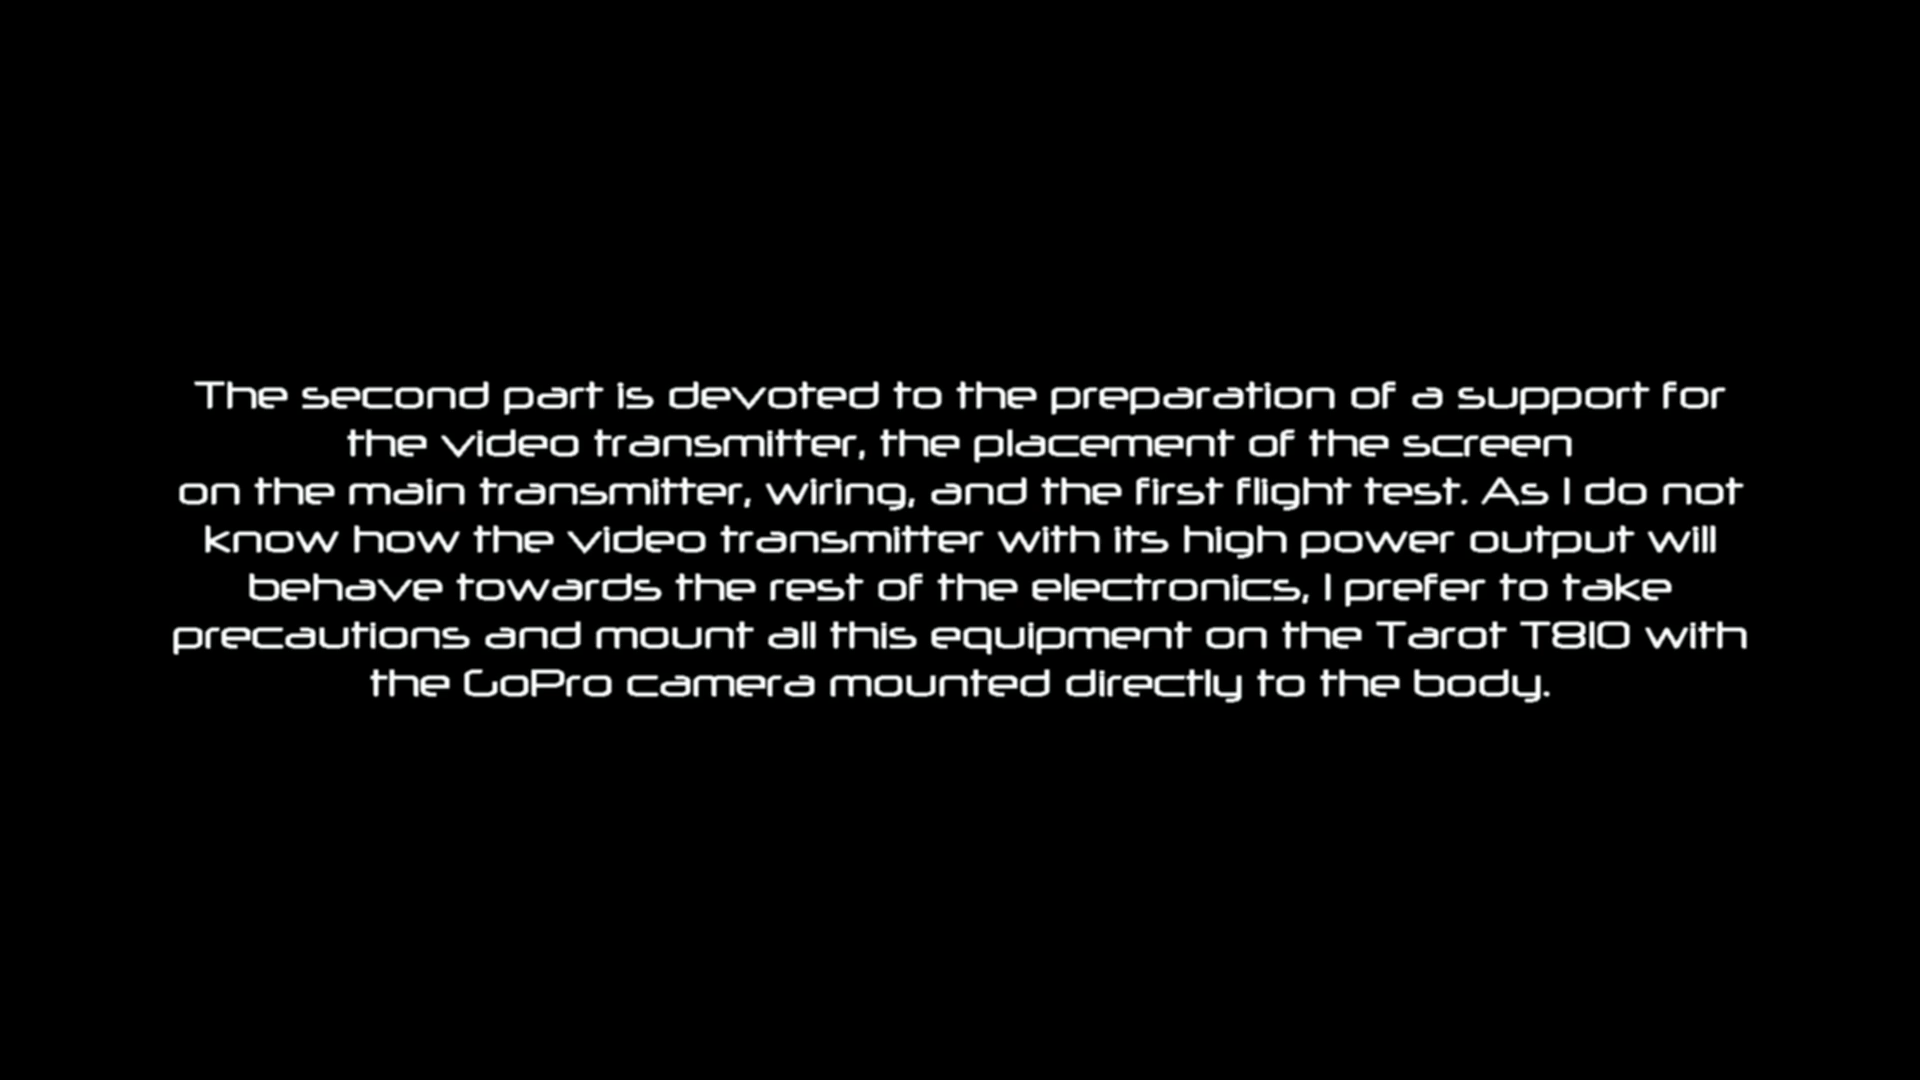 The second part is devoted to the preparation of a support for
the video transmitter, the placement of the screen
on the main transmitter, wiring, and the first flight test. As I do not
know how the video transmitter with its high power output will
behave towards the rest of the electronics, I prefer to take
precautions and mount all this equipment on the Tarot T810 with
the GoPro camera mounted directly to the body.